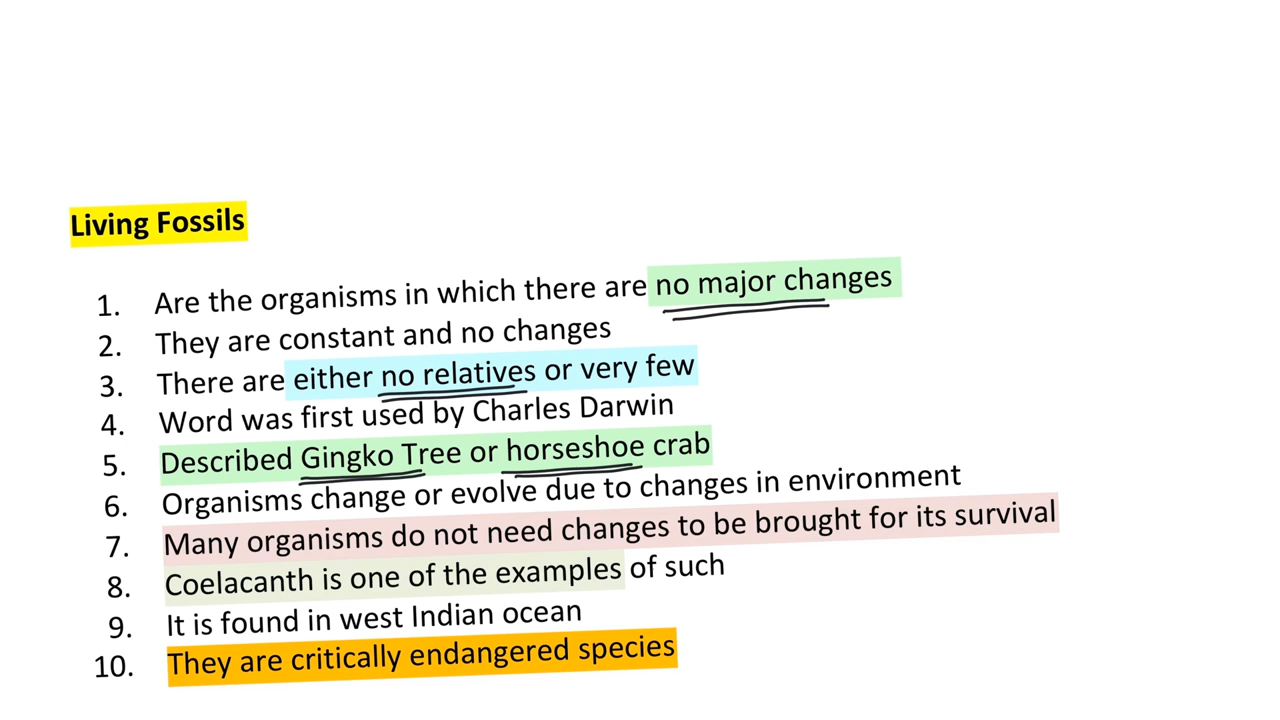 Living Fossils
1. Are the organisms in which there are no major changes
2. They are constant and no changes
3. There are either no relatives or very few
4. Word was first used by Charles Darwin
5. Described Gingko Tree or horseshoe crab
6. Organisms change or evolve due to changes in environment
7. Many organisms do not need changes to be brought for its survival
8. Coelacanth is one of the examples of such
9. It is found in west Indian ocean
10. They are critically endangered species